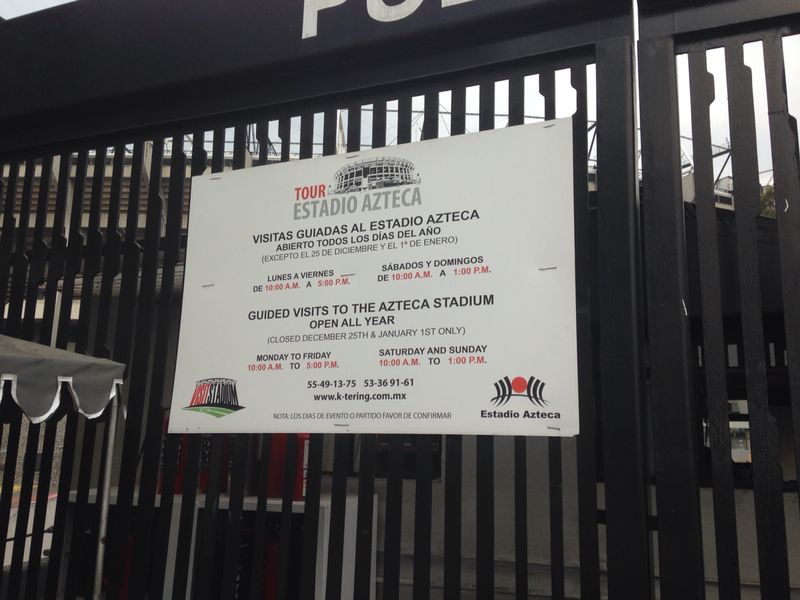 TOUR
ESTADIO AZTECA
VISITAS GUIADAS AL ESTADIO AZTECA
ABIERTO TODOS LOS DÍAS DEL AÑO
(EXCEPTO EL 25 DE DICIEMBRE Y EL 1ª DE ENERO)
LUNES A VIERNES
DE 10:00 A.M. A 5:00 P.M.
SÁBADOS Y DOMINGOS
DE 10:00 A.M. A 1:00 P.M.
GUIDED VISITS TO THE AZTECA STADIUM
OPEN ALL YEAR
(CLOSED DECEMBER 25TH & JANUARY 1ST ONLY)
MONDAY TO FRIDAY
10:00 A.M. TO 5:00 P.M.
SATURDAY AND SUNDAY
10:00 A.M. TO 1:00 P.M.
55-49-13-75 53-36 91-61
www.k-tering.com.mx
VISIT STADIUM
Estadio Azteca
NOTA: LOS DIAS DE EVENTO O PARTIDO FAVOR DE CONFIRMAR